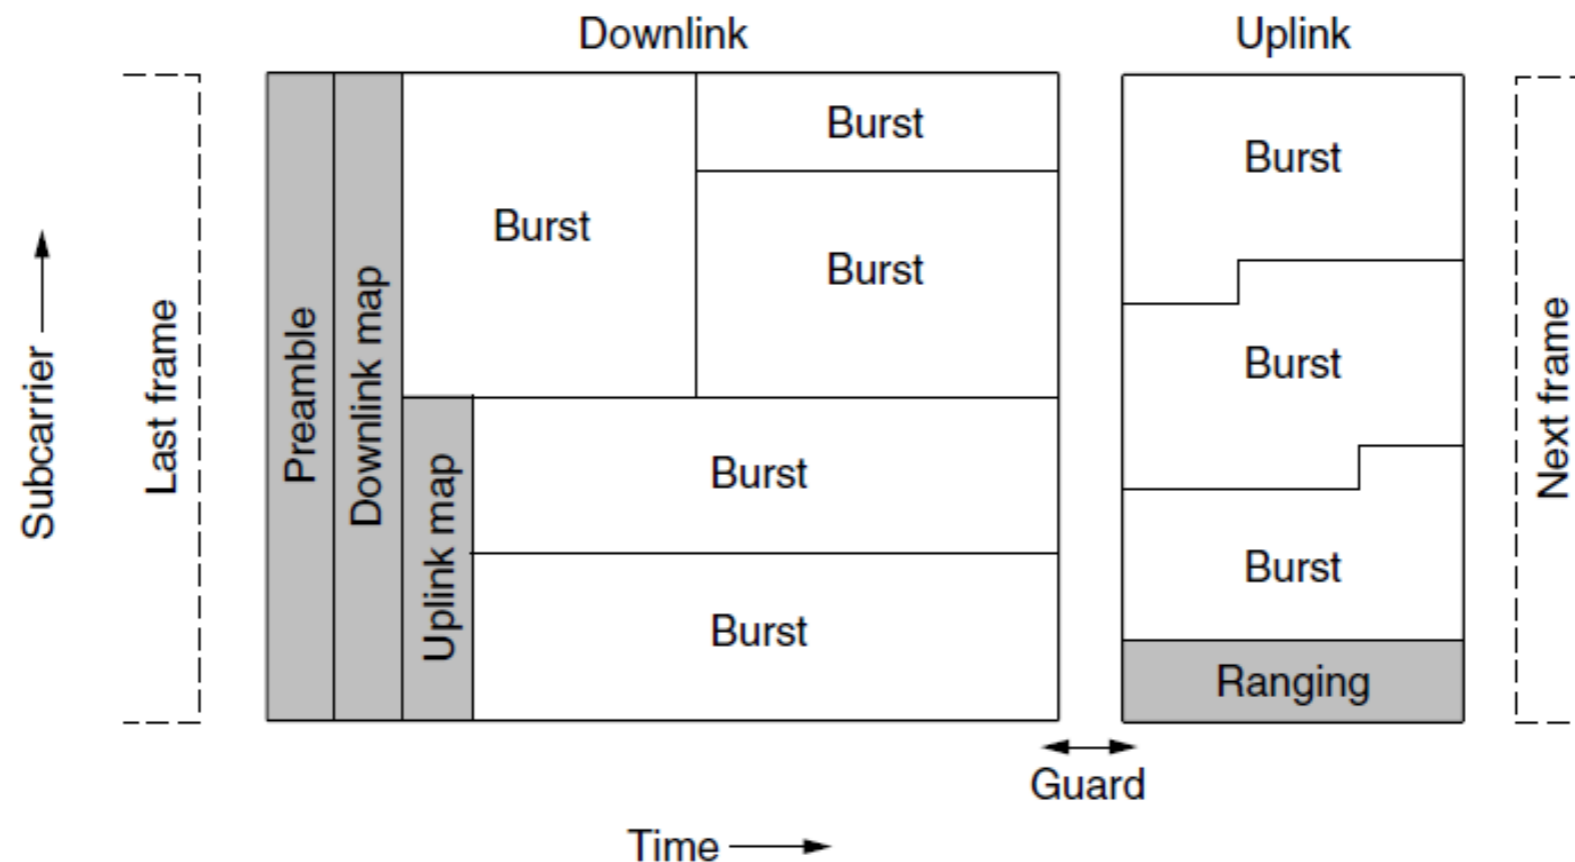 Downlink
Uplink
Subcarrier
Last frame
Preamble
Downlink map
Uplink map
Burst
Burst
Burst
Burst
Burst
Burst
Burst
Burst
Ranging
Next frame
Guard
Time